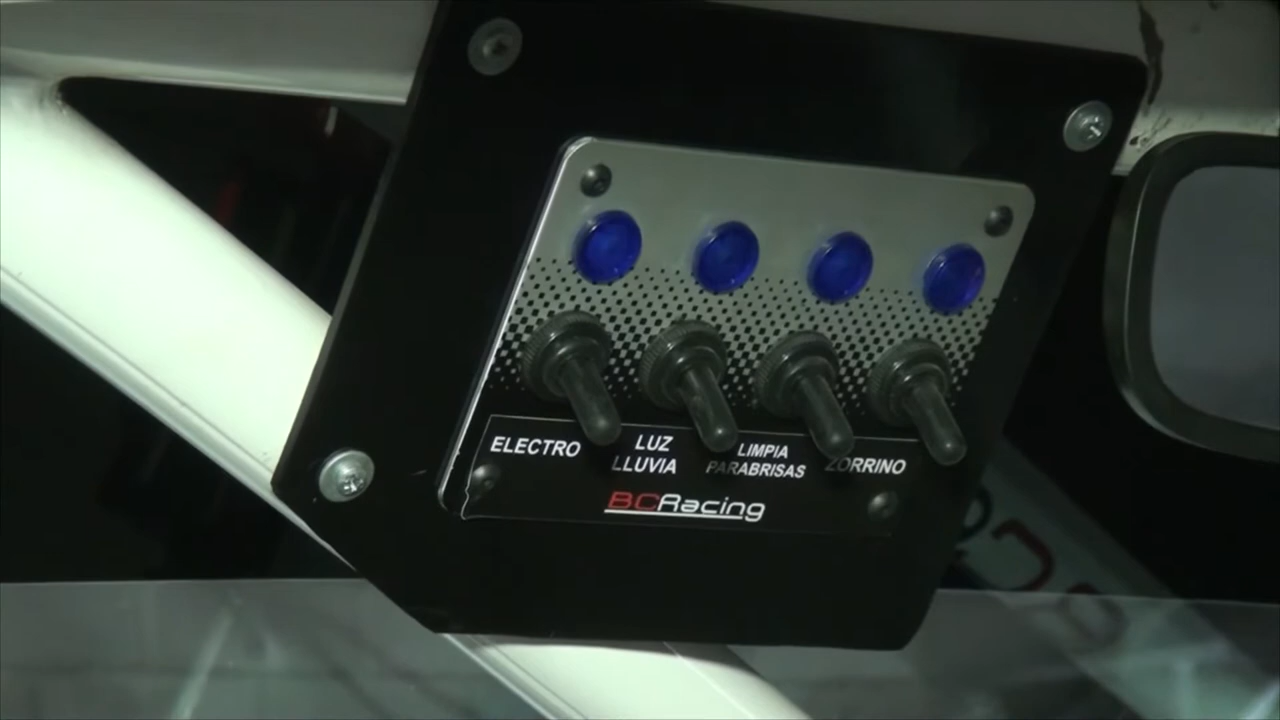 ELECTRO
LUZ
LLUVIA
LIMPIA
PARABRISAS
ZORRINO
BCRacing